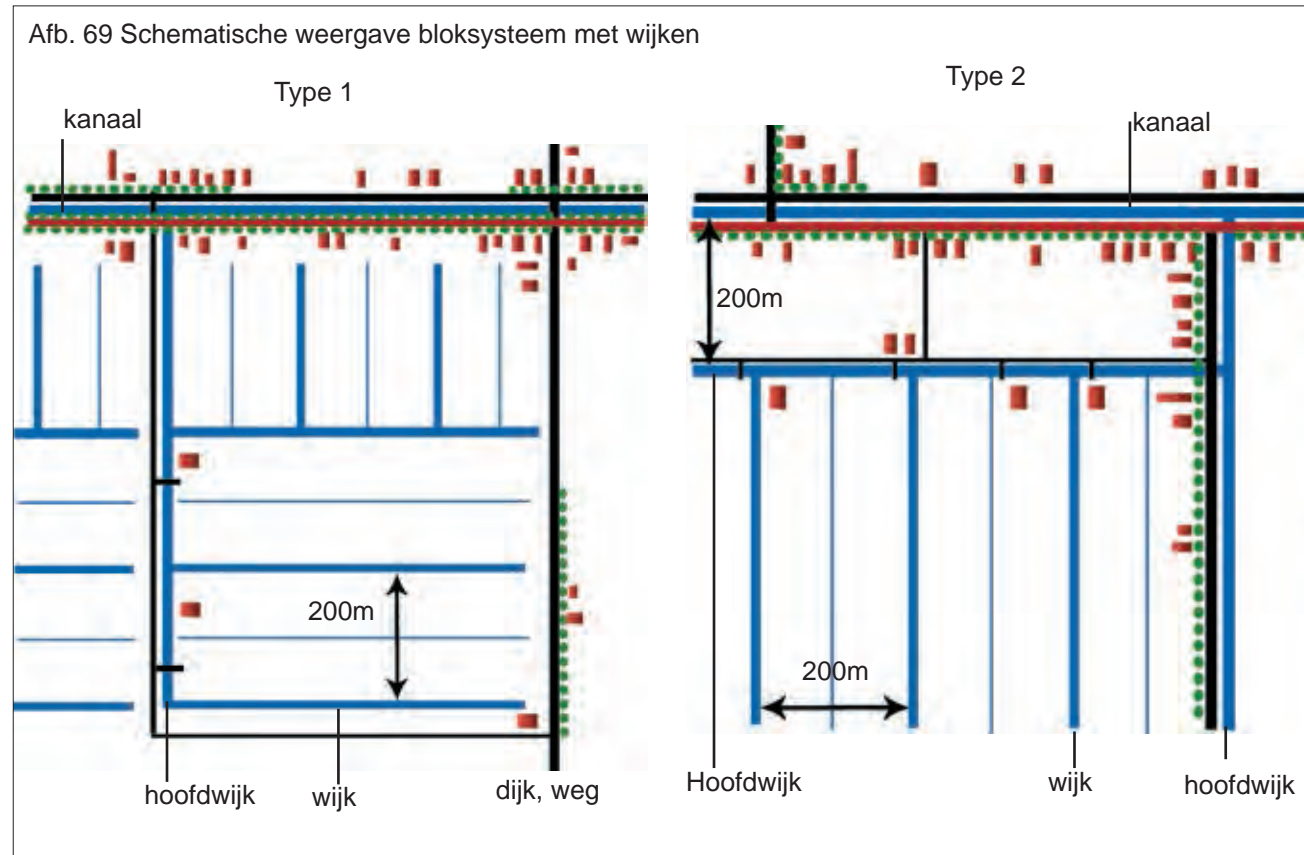 Afb. 69 Schematische weergave bloksysteem met wijken
Type 1
kanaal
200m
hoofdwijk
wijk
dijk, weg
Type 2
kanaal
200m
200m
Hoofdwijk
wijk
hoofdwijk